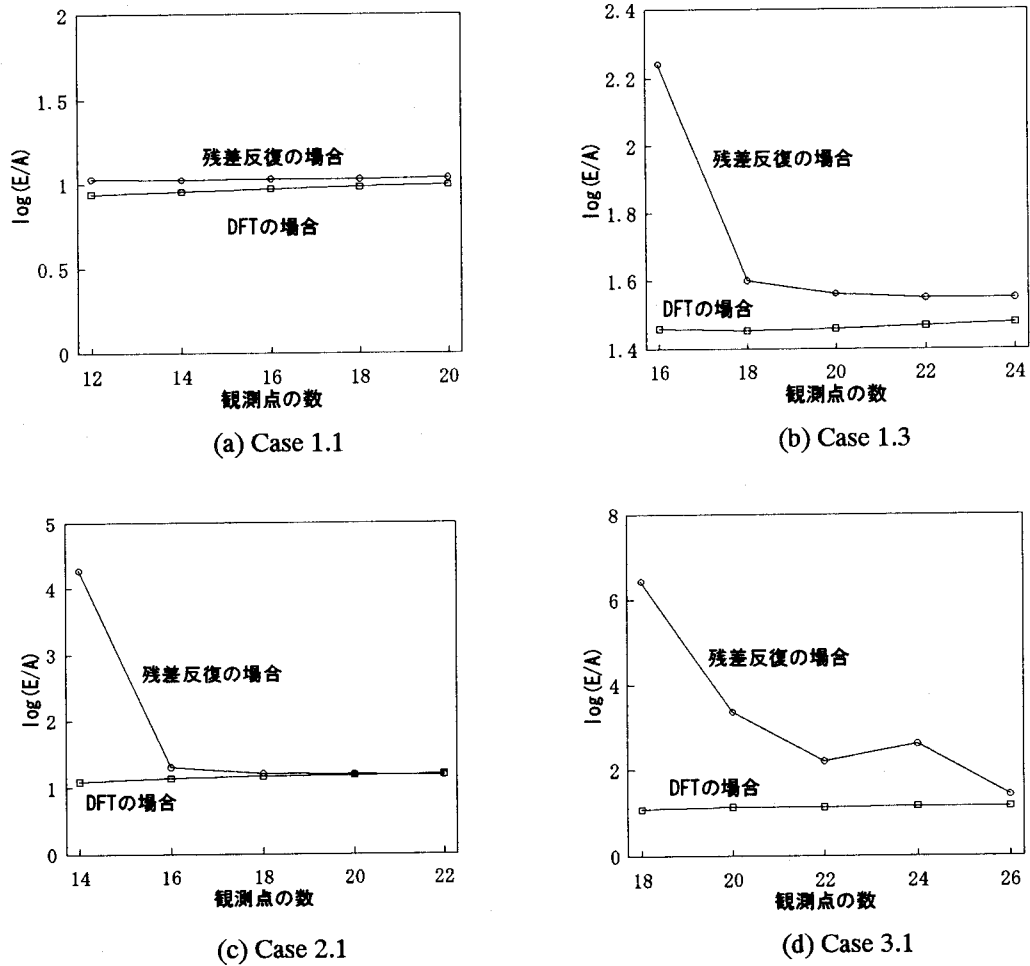 2
1.5
1
0.5
0
log(E/A)
残差反復の場合
DFTの場合
12 14 16 18 20
観測点の数
(a) Case 1.1
2.4
2.2
2
1.8
1.6
1.4
log(E/A)
残差反復の場合
DFTの場合
16 18 20 22 24
観測点の数
(b) Case 1.3
5
4
3
2
1
0
log(E/A)
残差反復の場合
DFTの場合
14 16 18 20 22
観測点の数
(c) Case 2.1
8
6
4
2
0
log(E/A)
残差反復の場合
DFTの場合
18 20 22 24 26
観測点の数
(d) Case 3.1